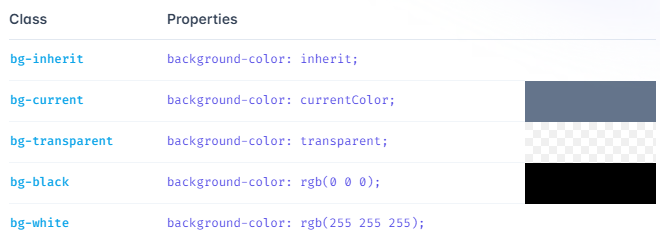 Class Properties
bg-inherit background-color: inherit;
bg-current background-color: currentColor;
bg-transparent background-color: transparent;
bg-black background-color: rgb(0 0 0);
bg-white background-color: rgb(255 255 255);